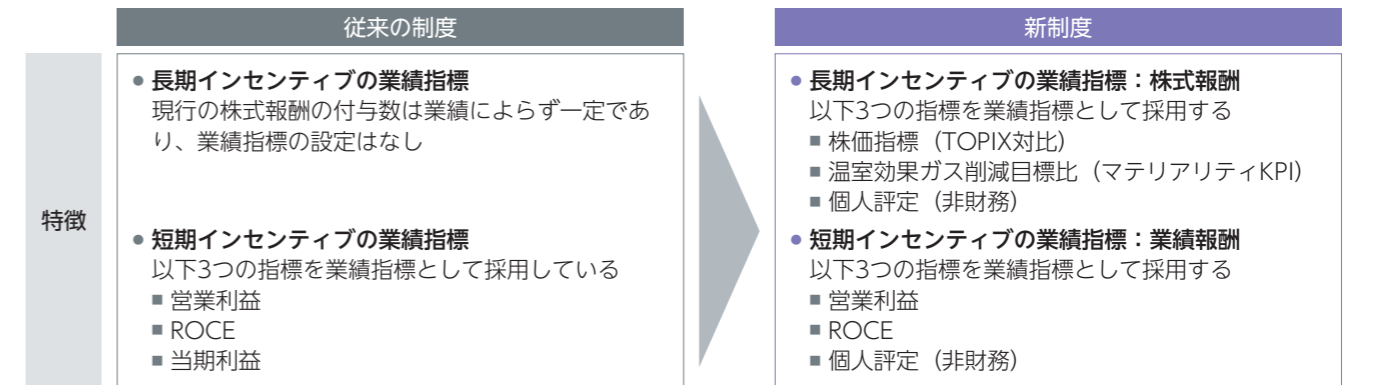 従来の制度
新制度
特徴
● 長期インセンティブの業績指標
現行の株式報酬の付与数は業績によらず一定であ
り、業績指標の設定はなし
● 短期インセンティブの業績指標
以下3つの指標を業績指標として採用している
■ 営業利益
■ ROCE
■ 当期利益
● 長期インセンティブの業績指標：株式報酬
以下3つの指標を業績指標として採用する
■ 株価指標（TOPIX対比）
■ 温室効果ガス削減目標比（マテリアリティKPI）
■ 個人評定（非財務）
● 短期インセンティブの業績指標：業績報酬
以下3つの指標を業績指標として採用する
■ 営業利益
■ ROCE
■ 個人評定（非財務）